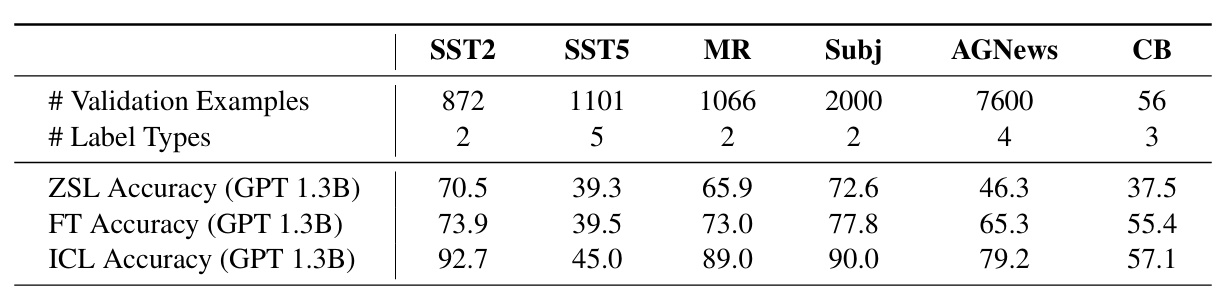 SST2 SST5 MR Subj AGNews CB
# Validation Examples 872 1101 1066 2000 7600 56
# Label Types 2 5 2 2 4 3
ZSL Accuracy (GPT 1.3B) 70.5 39.3 65.9 72.6 46.3 37.5
FT Accuracy (GPT 1.3B) 73.9 39.5 73.0 77.8 65.3 55.4
ICL Accuracy (GPT 1.3B) 92.7 45.0 89.0 90.0 79.2 57.1